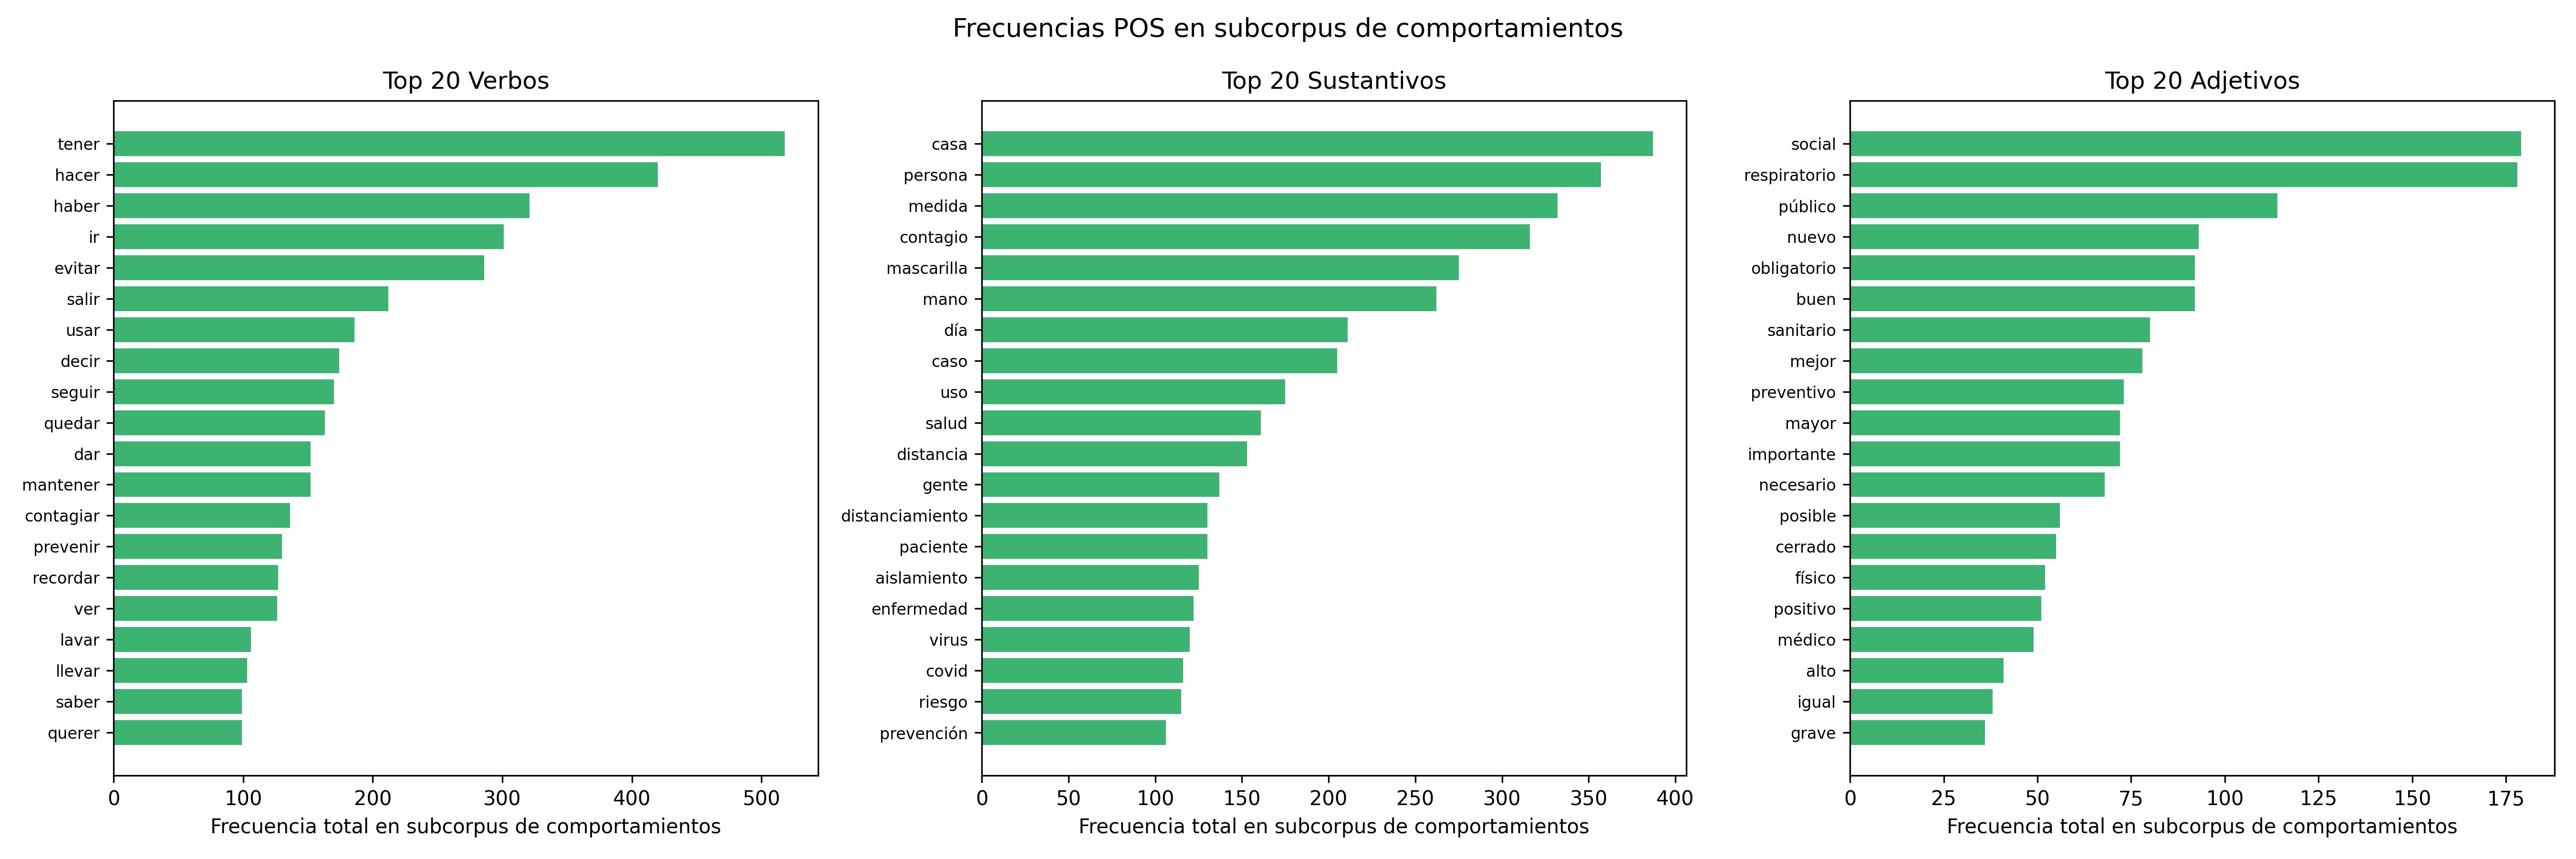 Frecuencias POS en subcorpus de comportamientos
Top 20 Verbos
tener
hacer
haber
ir
evitar
salir
usar
decir
seguir
quedar
dar
mantener
contagiar
prevenir
recordar
ver
lavar
llevar
saber
querer
0 100 200 300 400 500
Frecuencia total en subcorpus de comportamientos
Top 20 Sustantivos
casa
persona
medida
contagio
mascarilla
mano
día
caso
uso
salud
distancia
gente
distanciamiento
paciente
aislamiento
enfermedad
virus
covid
riesgo
prevención
0 50 100 150 200 250 300 350 400
Frecuencia total en subcorpus de comportamientos
Top 20 Adjetivos
social
respiratorio
público
nuevo
obligatorio
buen
sanitario
mejor
preventivo
mayor
importante
necesario
posible
cerrado
físico
positivo
médico
alto
igual
grave
0 25 50 75 100 125 150 175
Frecuencia total en subcorpus de comportamientos